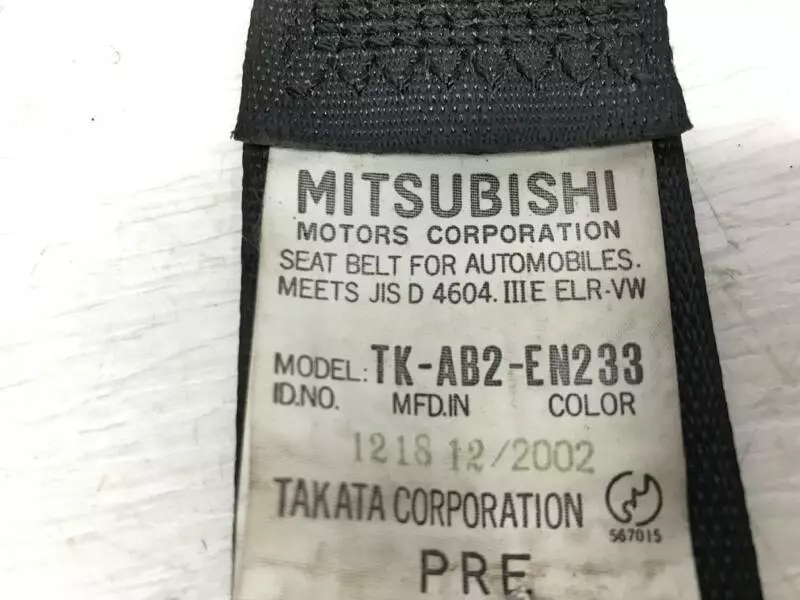 MITSUBISHI
MOTORS CORPORATION
SEAT BELT FOR AUTOMOBILES.
MEETS JIS D 4604. III E ELR-VW
MODEL: TK-AB2-EN233
ID.NO. MFD.IN COLOR
1218 12/2002
TAKATA CORPORATION
567015
PRE